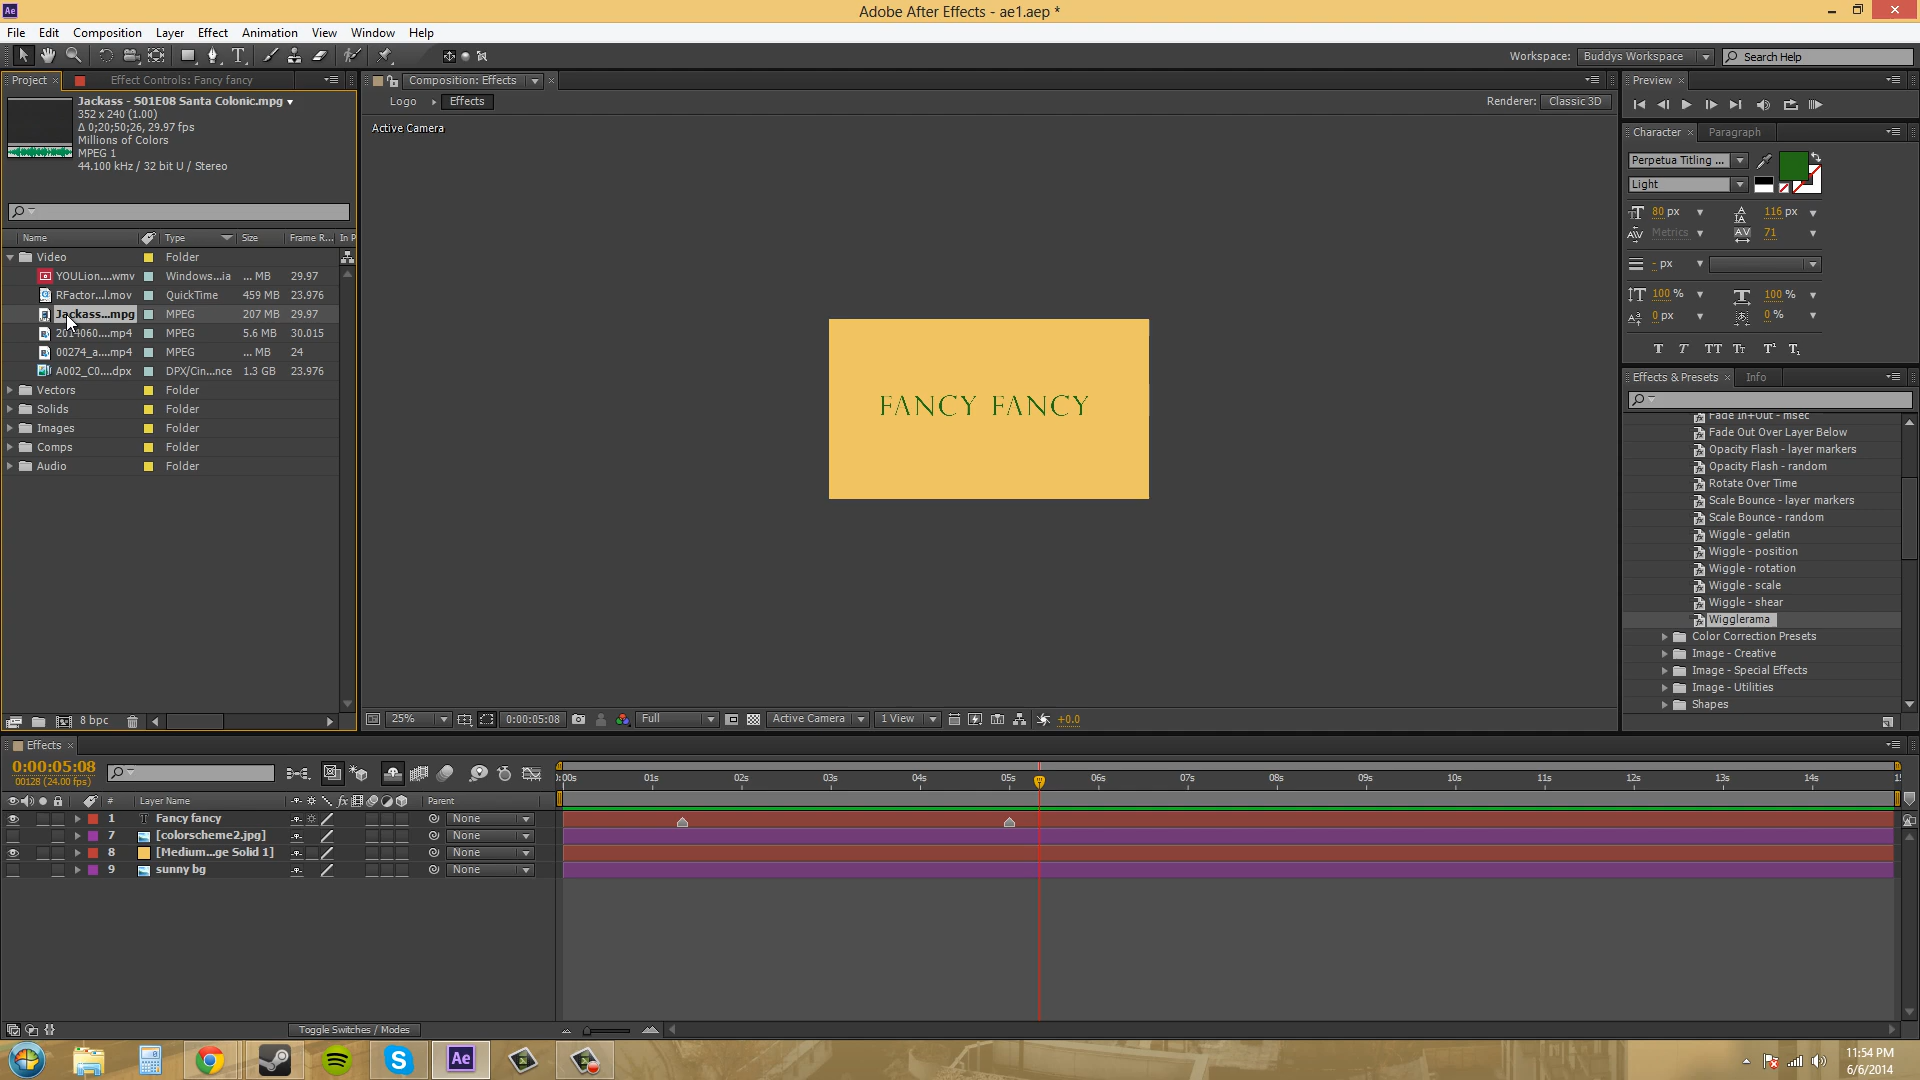 Ae
Adobe After Effects - ae1.aep *
File Edit Composition Layer Effect Animation View Window Help
Workspace: Buddys Workspace Search Help
Project × Effect Controls: Fancy fancy
Jackass - S01E08 Santa Colonic.mpg
352 x 240 (1.00)
Δ 0;20;50;26, 29.97 fps
Millions of Colors
MPEG 1
44.100 kHz / 32 bit U / Stereo
Name Type Size Frame R... In P
Video Folder
YOULion....wmv Windows...ia ... MB 29.97
RFactor...l.mov QuickTime 459 MB 23.976
Jackass...mpg MPEG 207 MB 29.97
2014060....mp4 MPEG 5.6 MB 30.015
00274_a....mp4 MPEG ... MB 24
A002_C0....dpx DPX/Cin...nce 1.3 GB 23.976
Vectors Folder
Solids Folder
Images Folder
Comps Folder
Audio Folder
8 bpc
Composition: Effects ×
Logo Effects
Renderer: Classic 3D
Active Camera
FANCY FANCY
25% 0:00:05:08 Full Active Camera 1 View +0.0
Preview ×
Character × Paragraph
Perpetua Titling ...
Light
80 px 116 px
Metrics 71
- px
100 % 100 %
0 px 0 %
T T TT Tt T¹ T₁
Effects & Presets × Info
Fade In+Out - msec
Fade Out Over Layer Below
Opacity Flash - layer markers
Opacity Flash - random
Rotate Over Time
Scale Bounce - layer markers
Scale Bounce - random
Wiggle - gelatin
Wiggle - position
Wiggle - rotation
Wiggle - scale
Wiggle - shear
Wigglerama
Color Correction Presets
Image - Creative
Image - Special Effects
Image - Utilities
Shapes
Effects ×
0:00:05:08
00128 (24.00 fps)
:00s 01s 02s 03s 04s 05s 06s 07s 08s 09s 10s 11s 12s 13s 14s 15
# Layer Name fx Parent
1 T Fancy fancy None
7 [colorscheme2.jpg] None
8 [Medium...ge Solid 1] None
9 sunny bg None
Toggle Switches / Modes
Ae
11:54 PM
6/6/2014